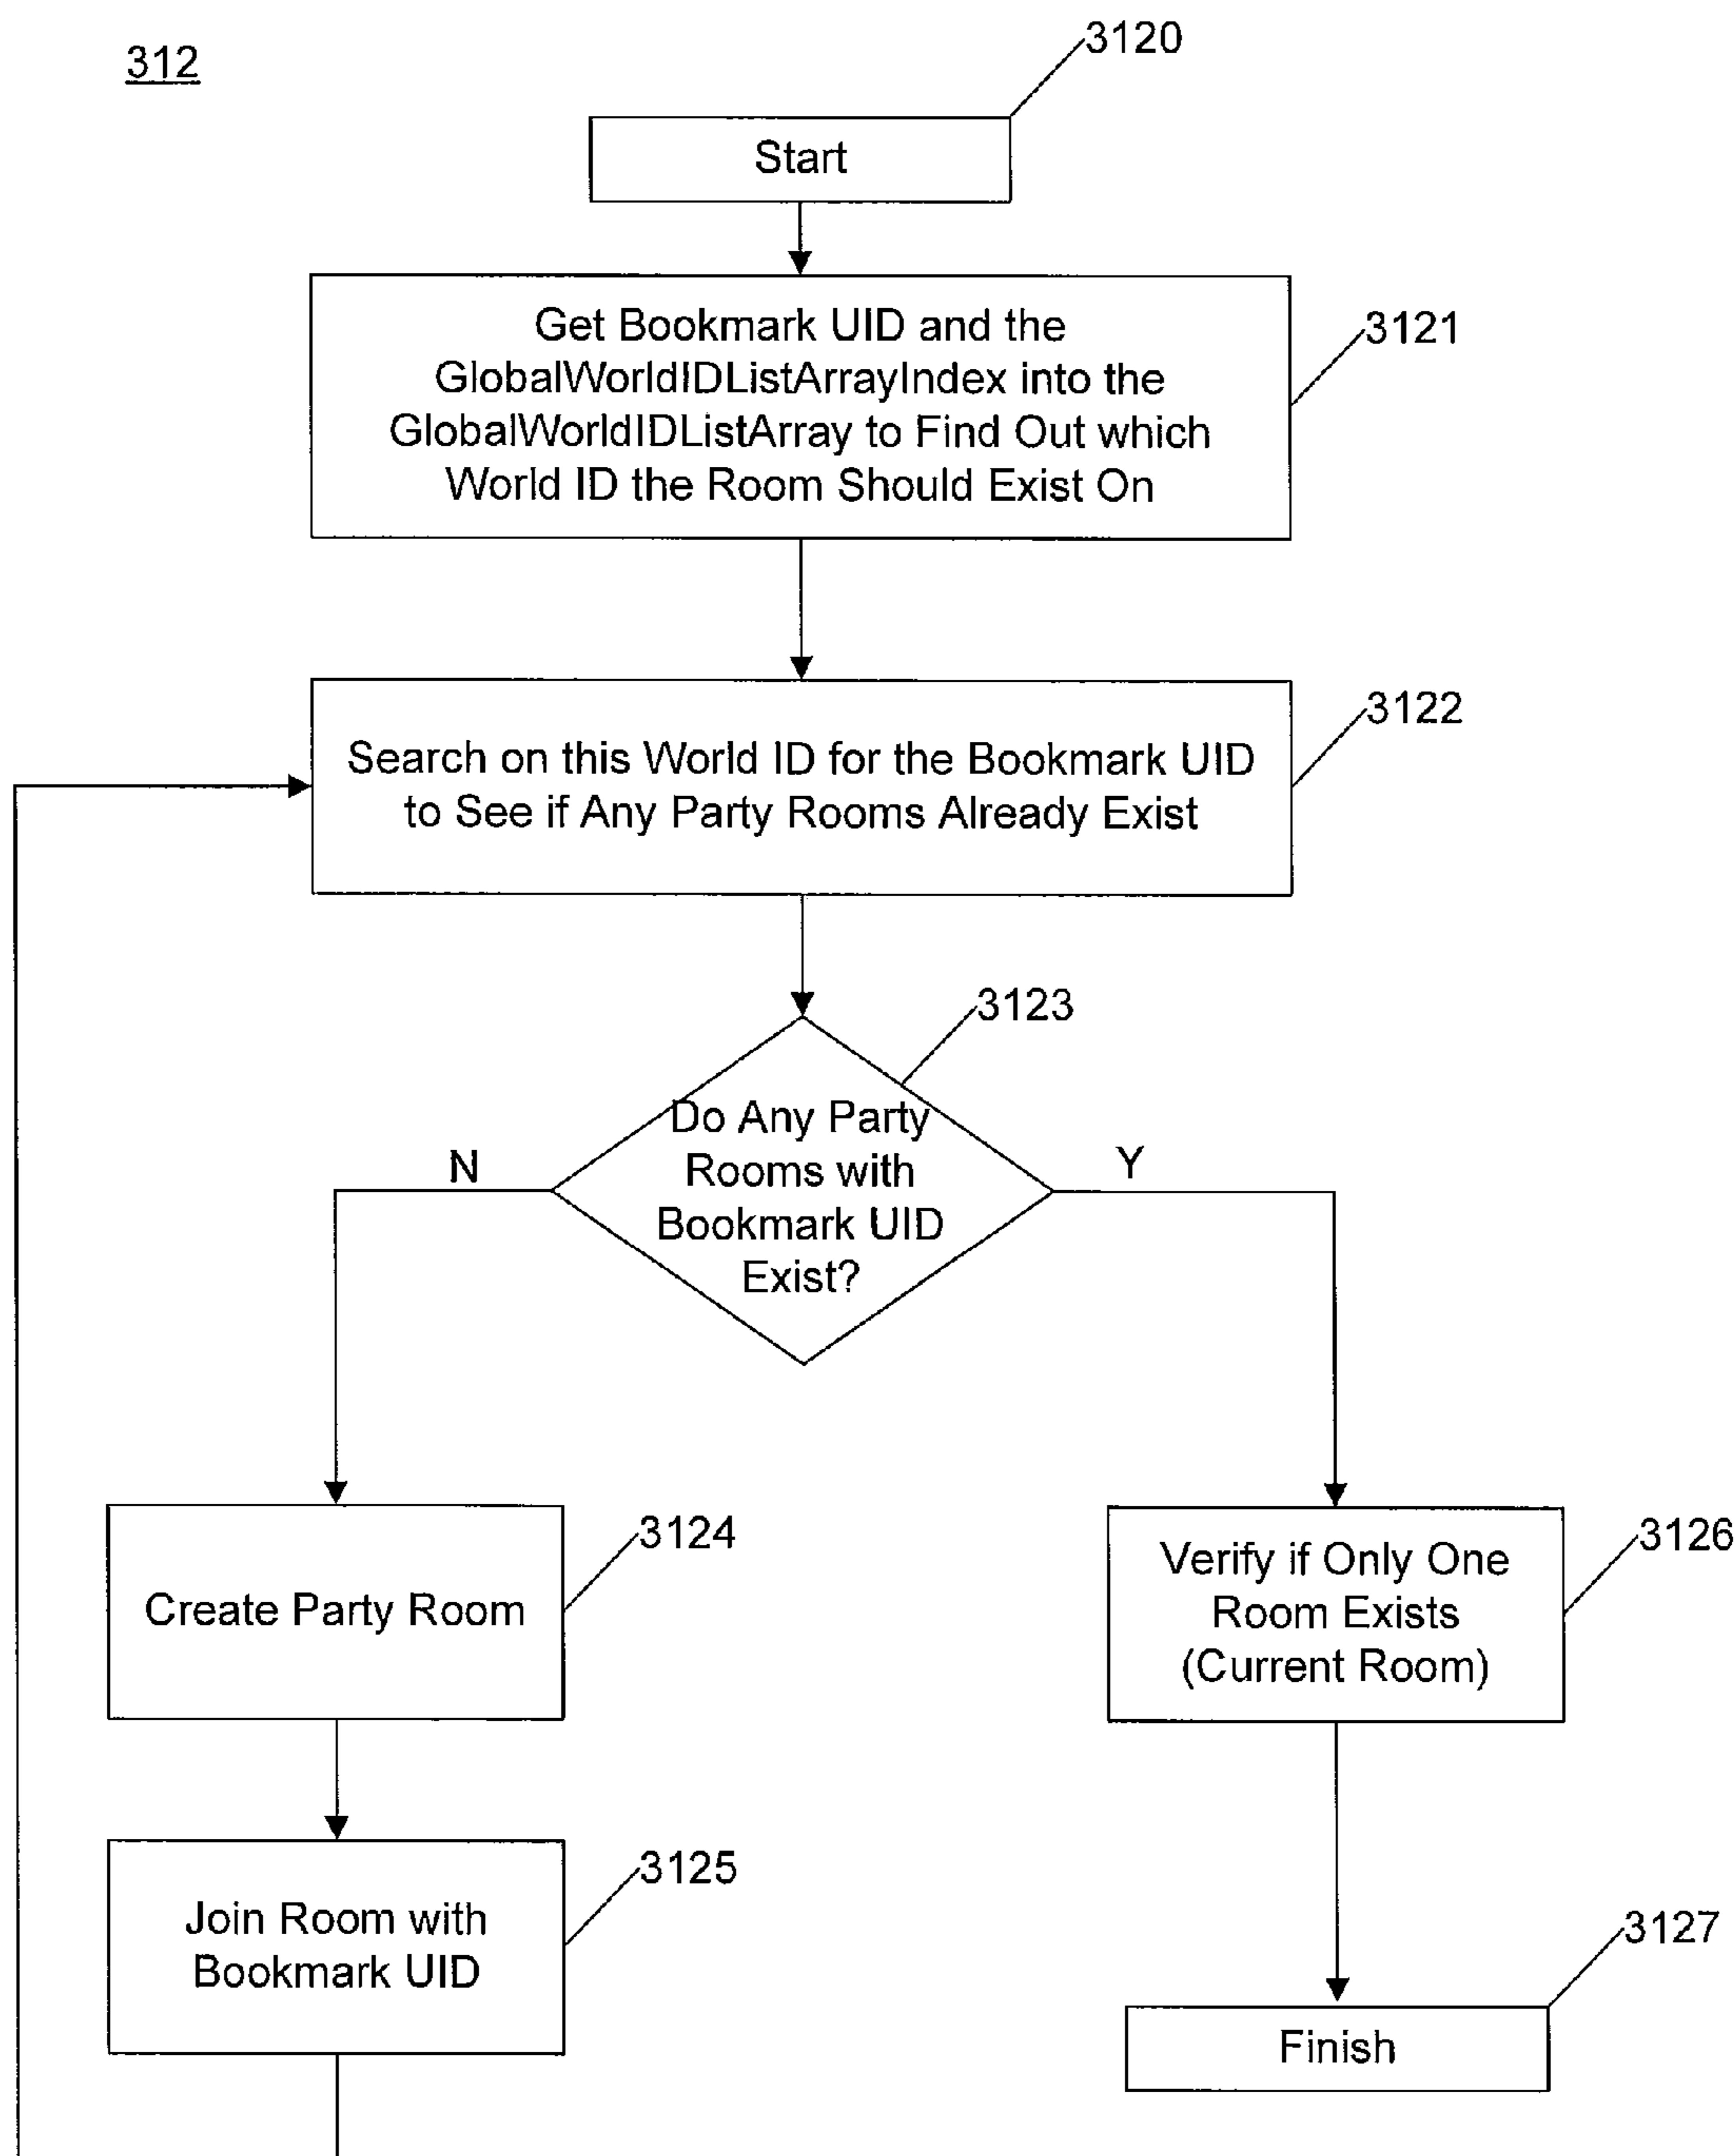 312
3120
Start
Get Bookmark UID and the
GlobalWorldIDListArrayIndex into the
GlobalWorldIDListArray to Find Out which
World ID the Room Should Exist On
3121
Search on this World ID for the Bookmark UID
to See if Any Party Rooms Already Exist
3122
3123
Do Any Party
Rooms with
Bookmark UID
Exist?
N
Y
Create Party Room
3124
Verify if Only One
Room Exists
(Current Room)
3126
Join Room with
Bookmark UID
3125
3127
Finish